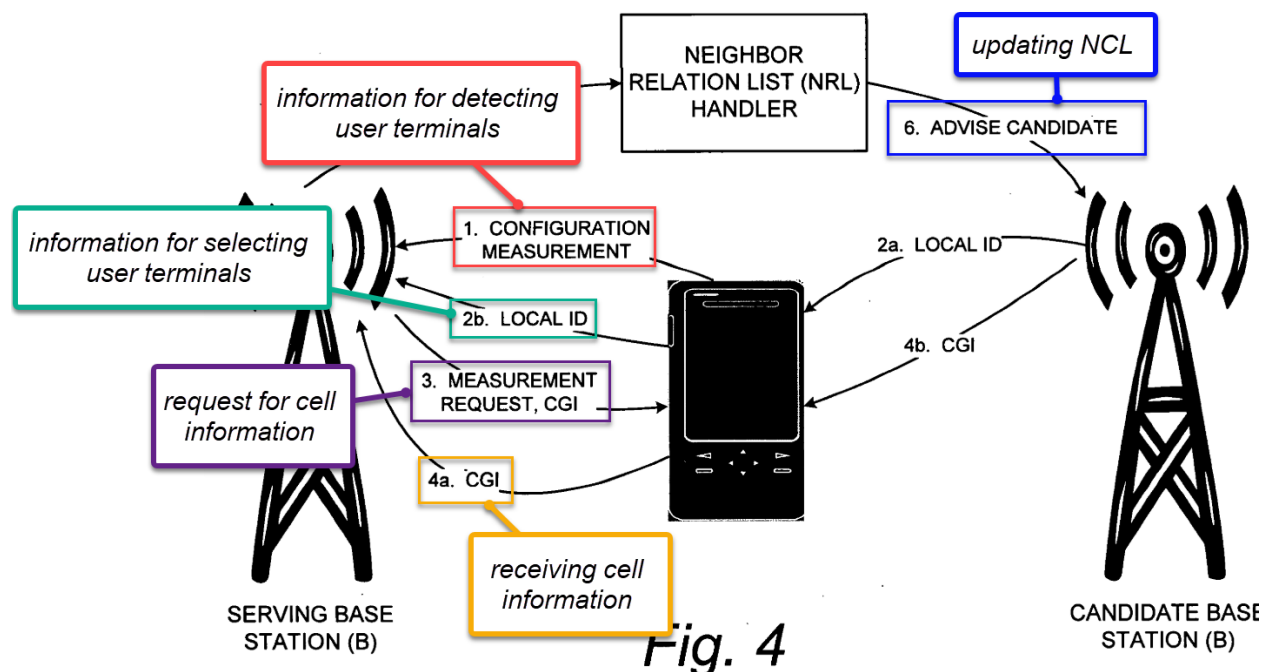 updating NCL
NEIGHBOR
RELATION LIST (NRL)
HANDLER
information for detecting
user terminals
6. ADVISE CANDIDATE
information for selecting
user terminals
1. CONFIGURATION
MEASUREMENT
2a. LOCAL ID
2b. LOCAL ID
4b. CGI
request for cell
information
3. MEASUREMENT
REQUEST, CGI
4a. CGI
receiving cell
information
SERVING BASE
STATION (B)
CANDIDATE BASE
STATION (B)
Fig. 4